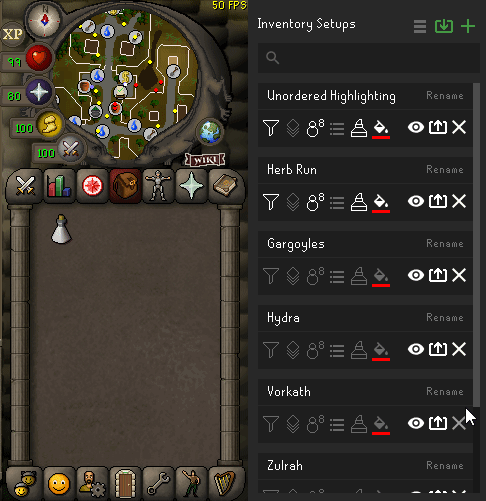 50 FPS
XP
99
80
100
100
WIKI
Inventory Setups
Unordered Highlighting Rename
Herb Run Rename
Gargoyles Rename
Hydra Rename
Vorkath Rename
Zulrah Rename